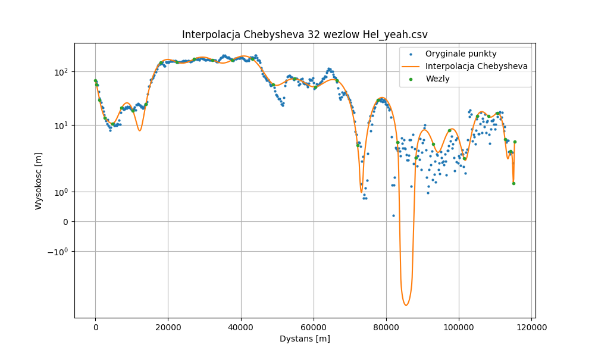 Interpolacja Chebysheva 32 wezlow Hel_yeah.csv
Oryginalne punkty
Interpolacja Chebysheva
Wezly
Wysokosc [m]
10²
10¹
10⁰
0
−10⁰
0 20000 40000 60000 80000 100000 120000
Dystans [m]